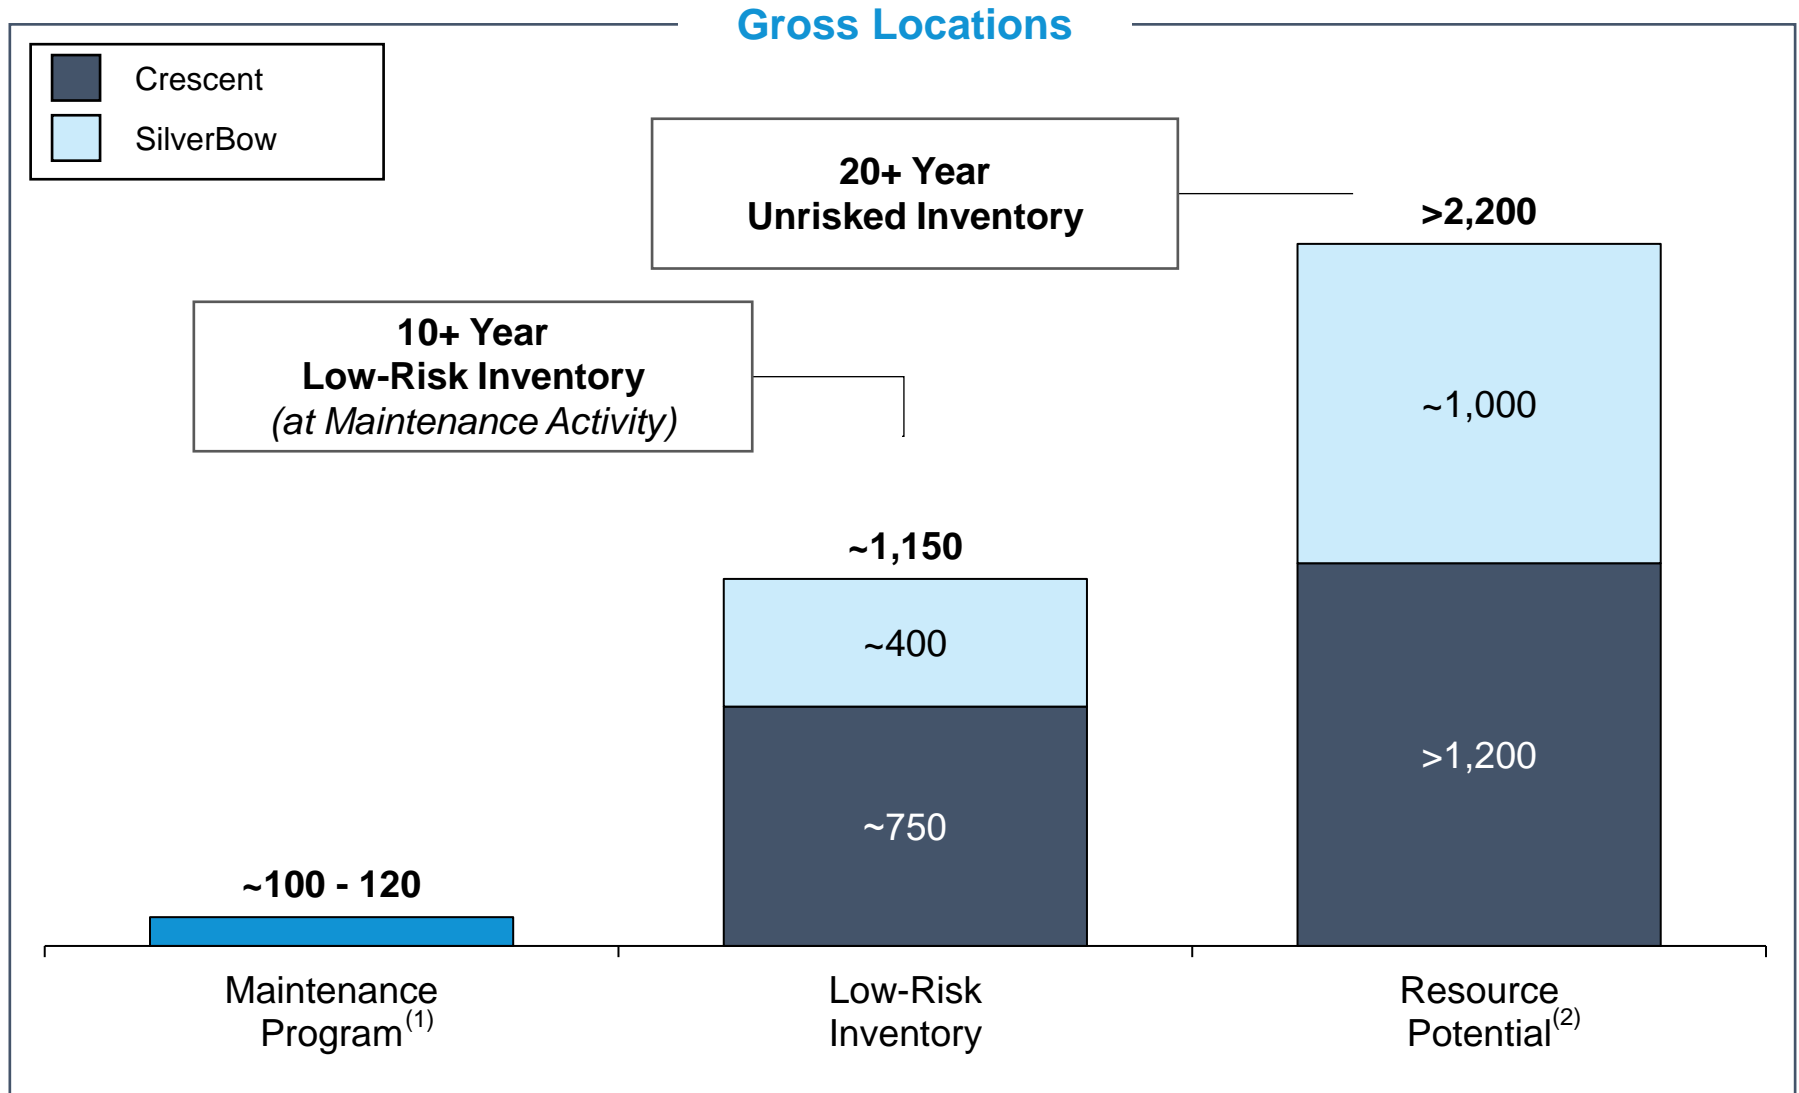 Gross Locations
Crescent
SilverBow
20+ Year
Unrisked Inventory
>2,200
10+ Year
Low-Risk Inventory
(at Maintenance Activity)
~1,000
~1,150
~400
>1,200
~750
~100 - 120
Maintenance
Program(1)
Low-Risk
Inventory
Resource
Potential(2)